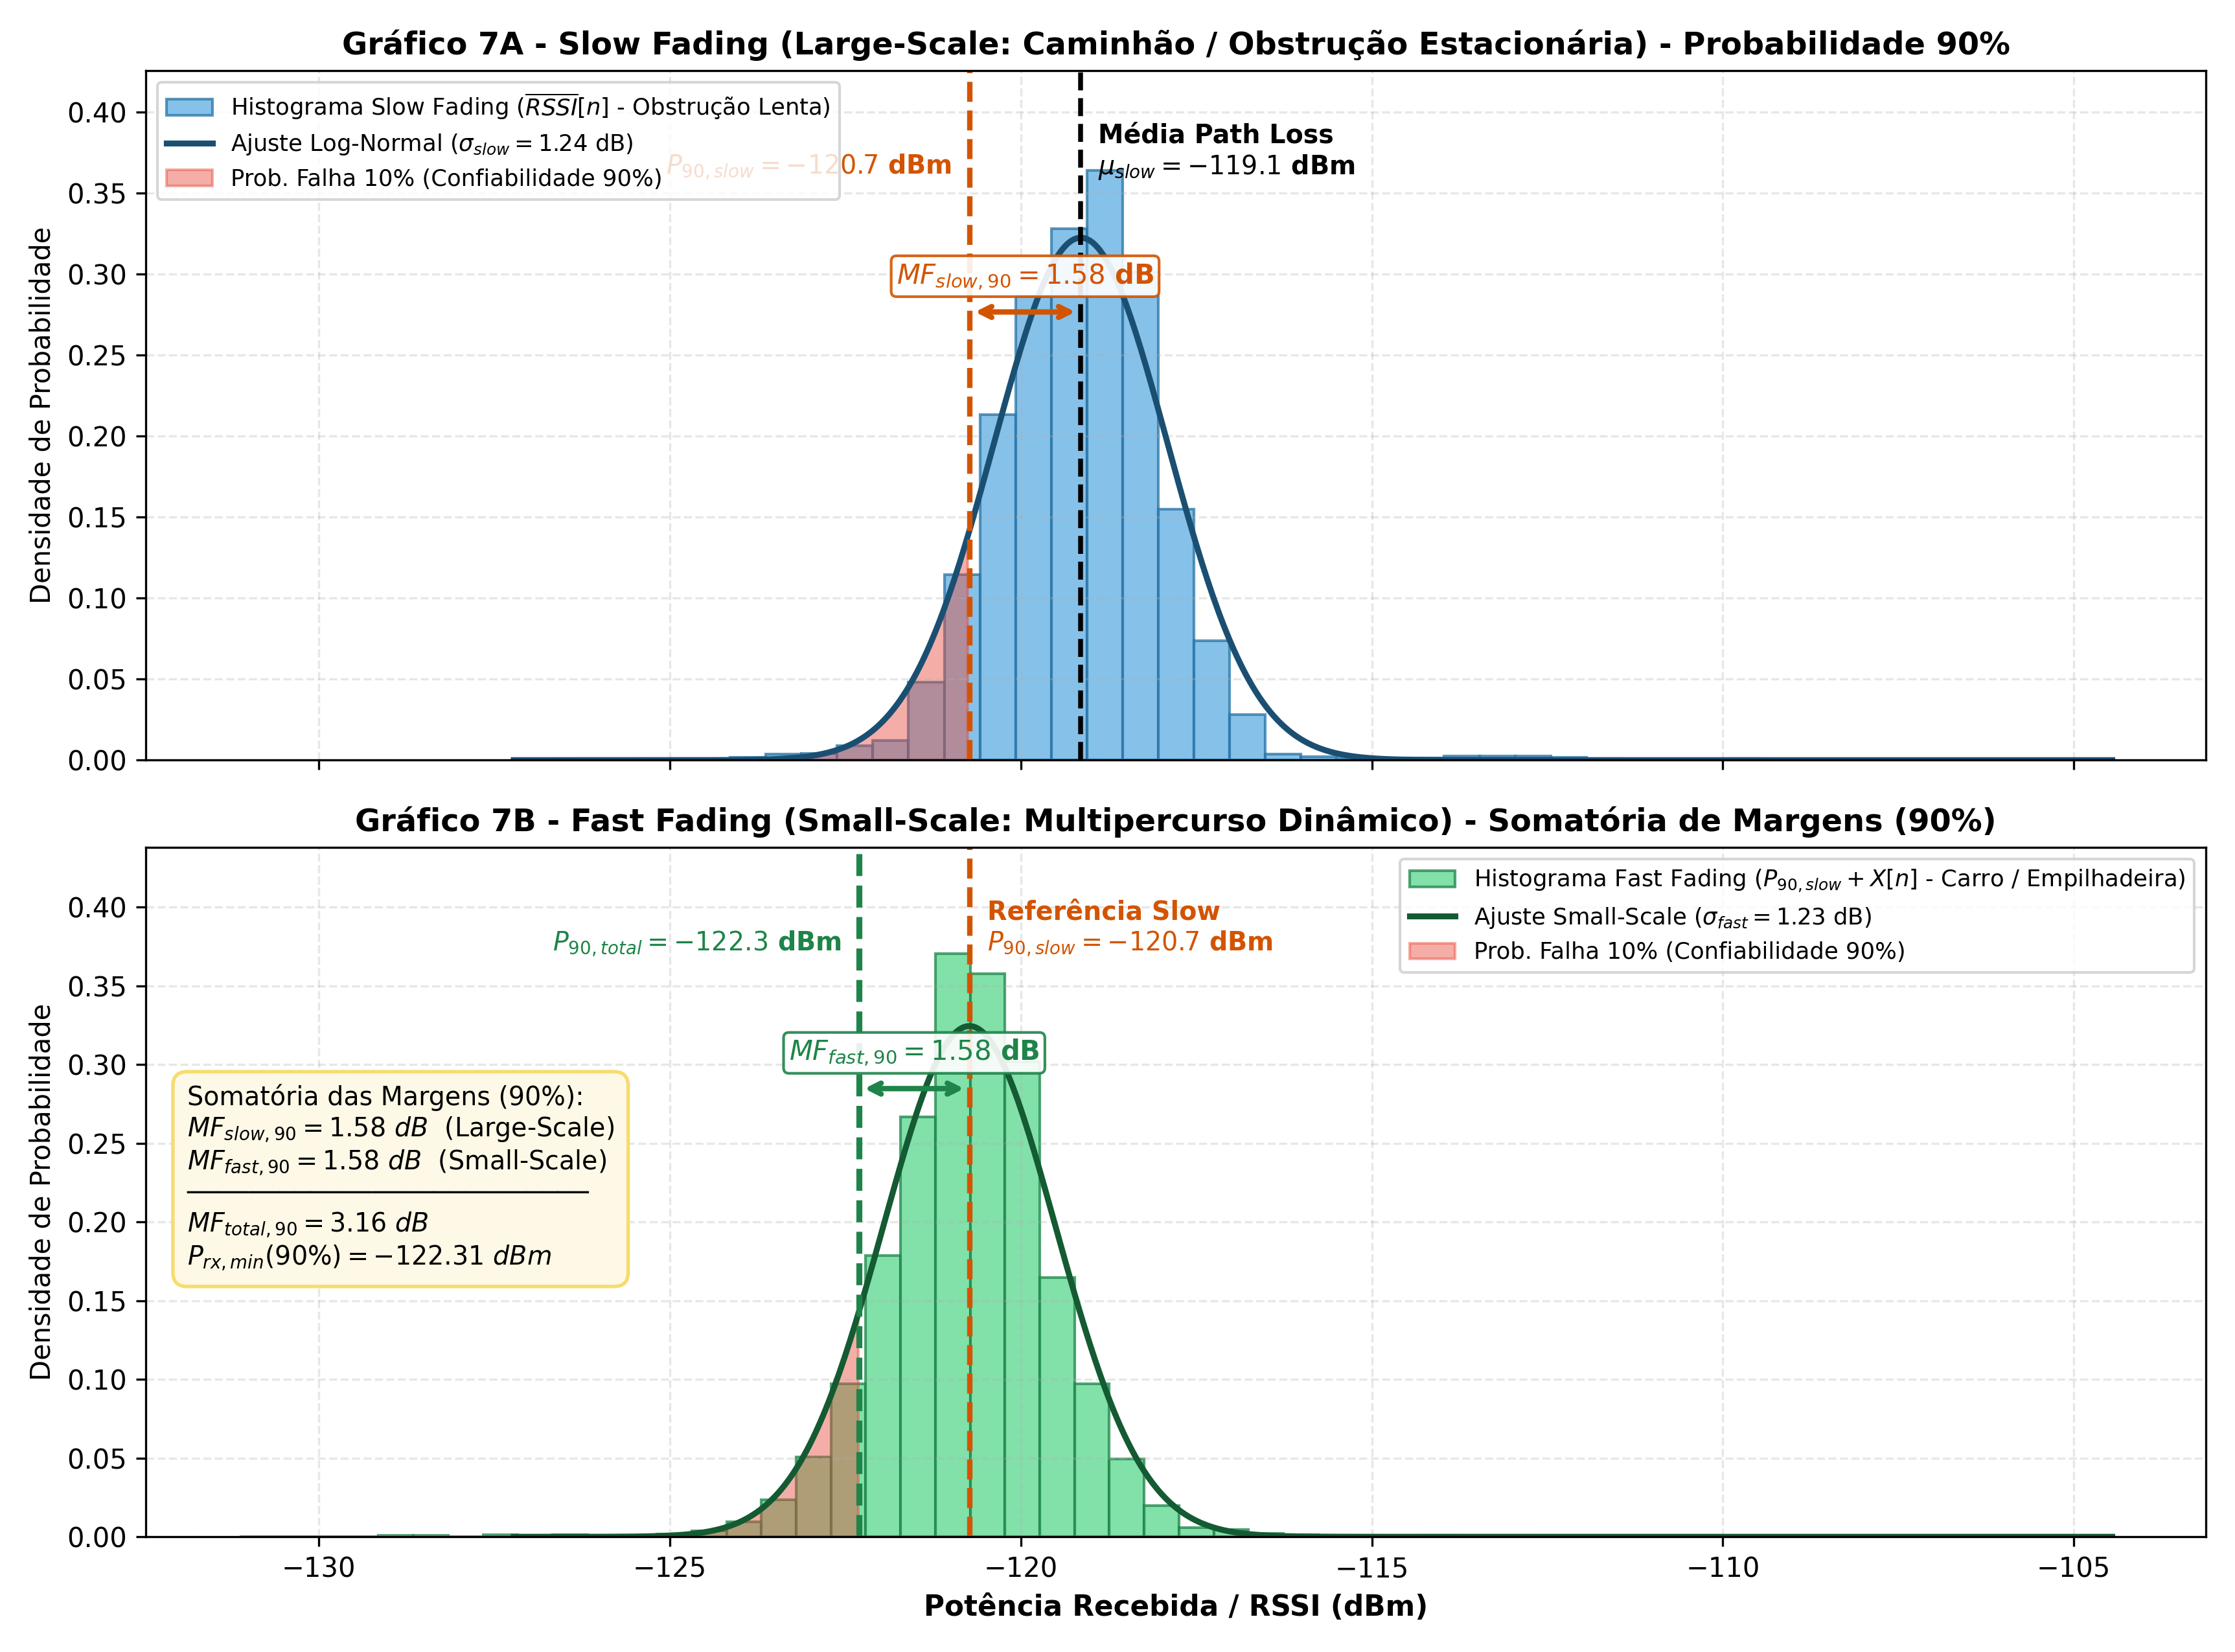 Gráfico 7A - Slow Fading (Large-Scale: Caminhão / Obstrução Estacionária) - Probabilidade 90%
Histograma Slow Fading (RSSI[n] - Obstrução Lenta)
Ajuste Log-Normal (σslow = 1.24 dB)
Prob. Falha 10% (Confiabilidade 90%)
P90, slow = −120.7 dBm
Média Path Loss
μslow = −119.1 dBm
MFslow, 90 = 1.58 dB
Densidade de Probabilidade
0.40
0.35
0.30
0.25
0.20
0.15
0.10
0.05
0.00
Gráfico 7B - Fast Fading (Small-Scale: Multipercurso Dinâmico) - Somatória de Margens (90%)
Histograma Fast Fading (P90, slow + X[n] - Carro / Empilhadeira)
Ajuste Small-Scale (σfast = 1.23 dB)
Prob. Falha 10% (Confiabilidade 90%)
P90, total = −122.3 dBm
Referência Slow
P90, slow = −120.7 dBm
MFfast, 90 = 1.58 dB
Somatória das Margens (90%):
MFslow, 90 = 1.58 dB (Large-Scale)
MFfast, 90 = 1.58 dB (Small-Scale)
MFtotal, 90 = 3.16 dB
Prx, min(90%) = −122.31 dBm
Densidade de Probabilidade
0.40
0.35
0.30
0.25
0.20
0.15
0.10
0.05
0.00
−130
−125
−120
−115
−110
−105
Potência Recebida / RSSI (dBm)